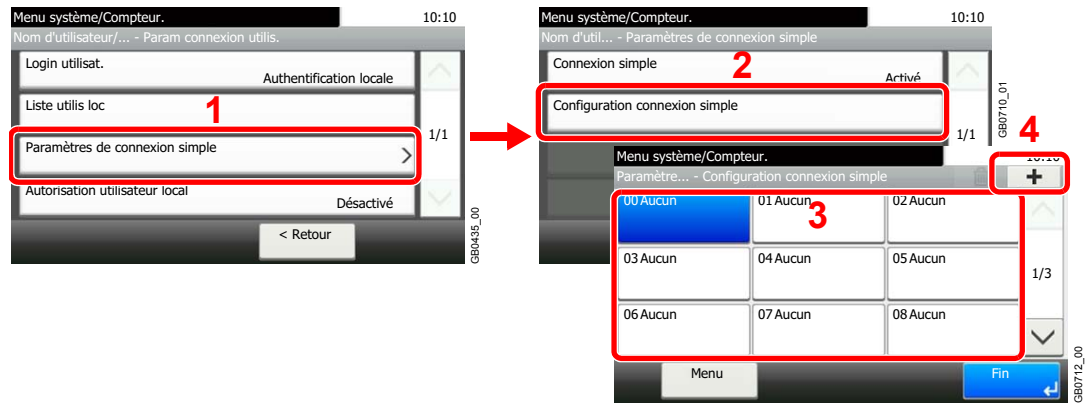 Menu système/Compteur.
10:10
Nom d'utilisateur/... - Param connexion utilis.
Login utilisat.
Authentification locale
Liste utilis loc
1
1/1
Paramètres de connexion simple
Autorisation utilisateur local
Désactivé
< Retour
GB0435_00
Menu système/Compteur.
10:10
Nom d'util... - Paramètres de connexion simple
Connexion simple
2
Activé
Configuration connexion simple
1/1
GB0710_01
4
Menu système/Compteur.
10:10
Paramètre... - Configuration connexion simple
+
00 Aucun
01 Aucun
02 Aucun
3
03 Aucun
04 Aucun
05 Aucun
1/3
06 Aucun
07 Aucun
08 Aucun
Menu
Fin
GB0712_00